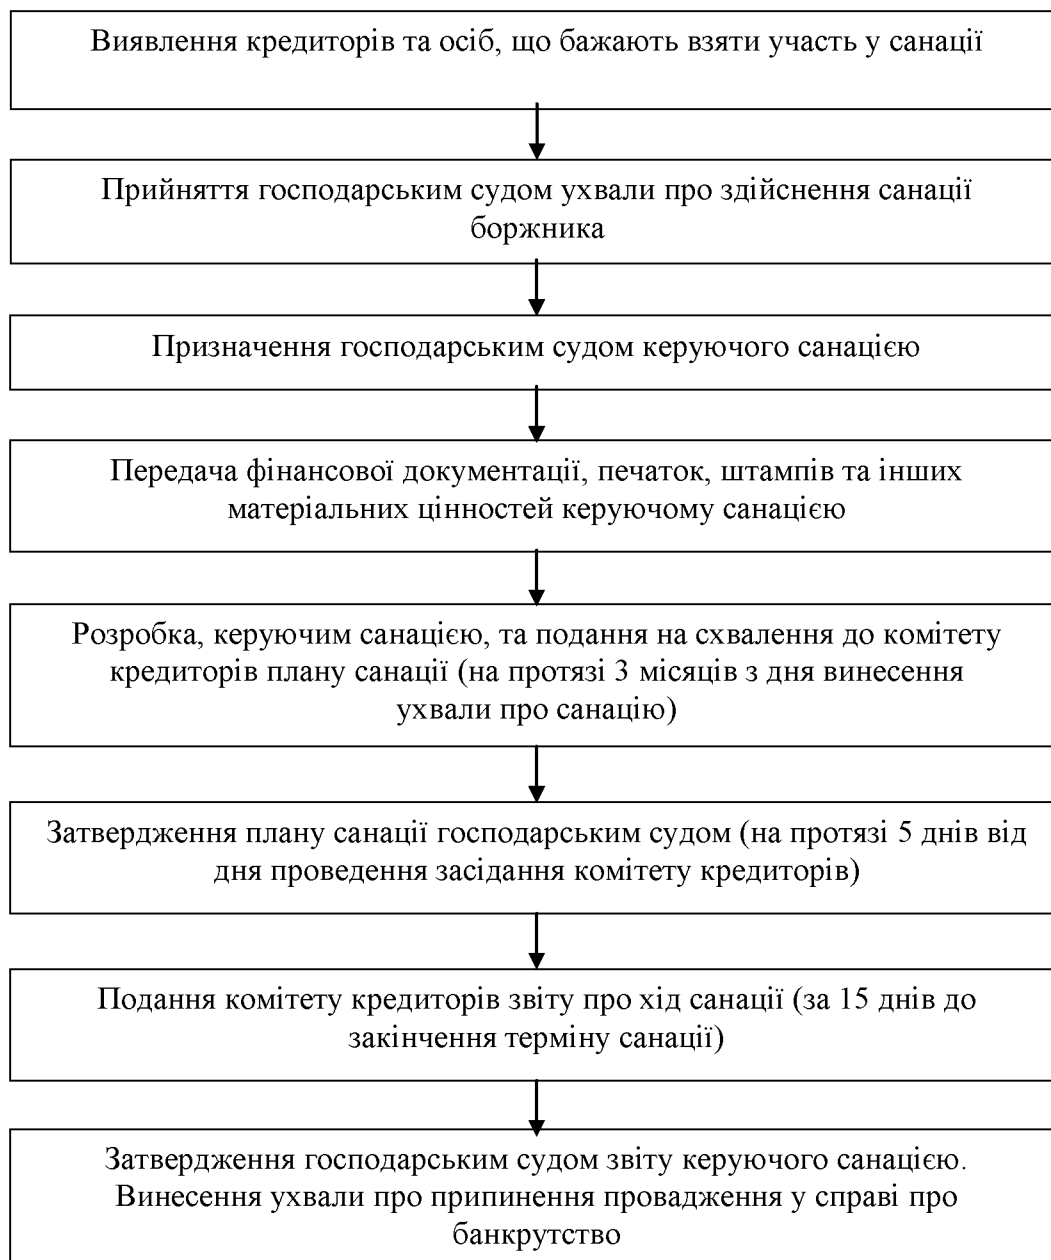 Виявлення кредиторів та осіб, що бажають взяти участь у санації
Прийняття господарським судом ухвали про здійснення санації
боржника
Призначення господарським судом керуючого санацією
Передача фінансової документації, печаток, штампів та інших
матеріальних цінностей керуючому санацією
Розробка, керуючим санацією, та подання на схвалення до комітету
кредиторів плану санації (на протязі 3 місяців з дня винесення
ухвали про санацію)
Затвердження плану санації господарським судом (на протязі 5 днів від
дня проведення засідання комітету кредиторів)
Подання комітету кредиторів звіту про хід санації (за 15 днів до
закінчення терміну санації)
Затвердження господарським судом звіту керуючого санацією.
Винесення ухвали про припинення провадження у справі про
банкрутство